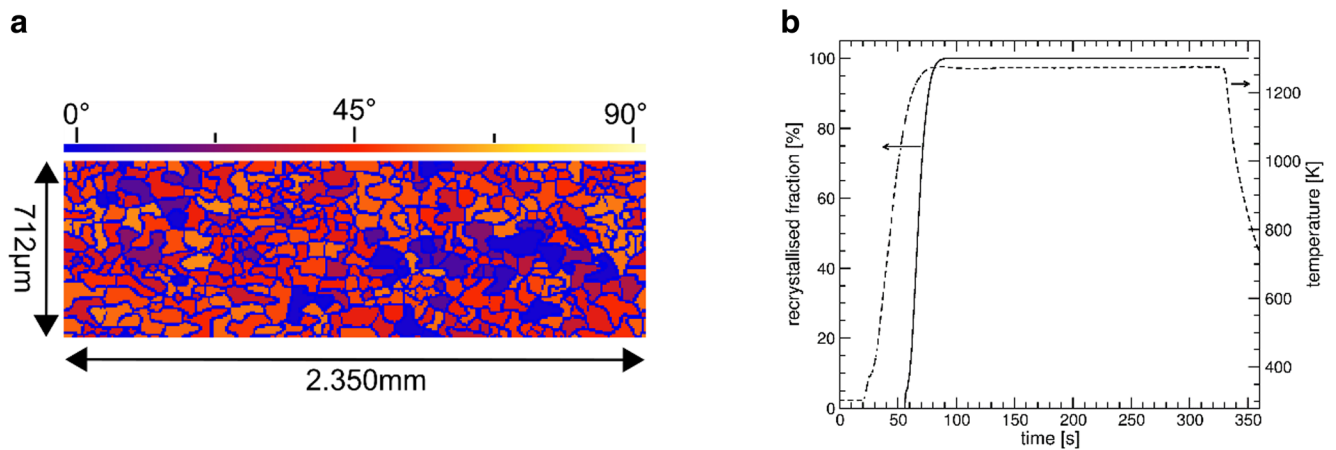 a
0° 45° 90°
712μm
2.350mm
b
recrystallised fraction [%]
100
80
60
40
20
0
0 50 100 150 200 250 300 350
time [s]
1200
1000
800
600
400
temperature [K]